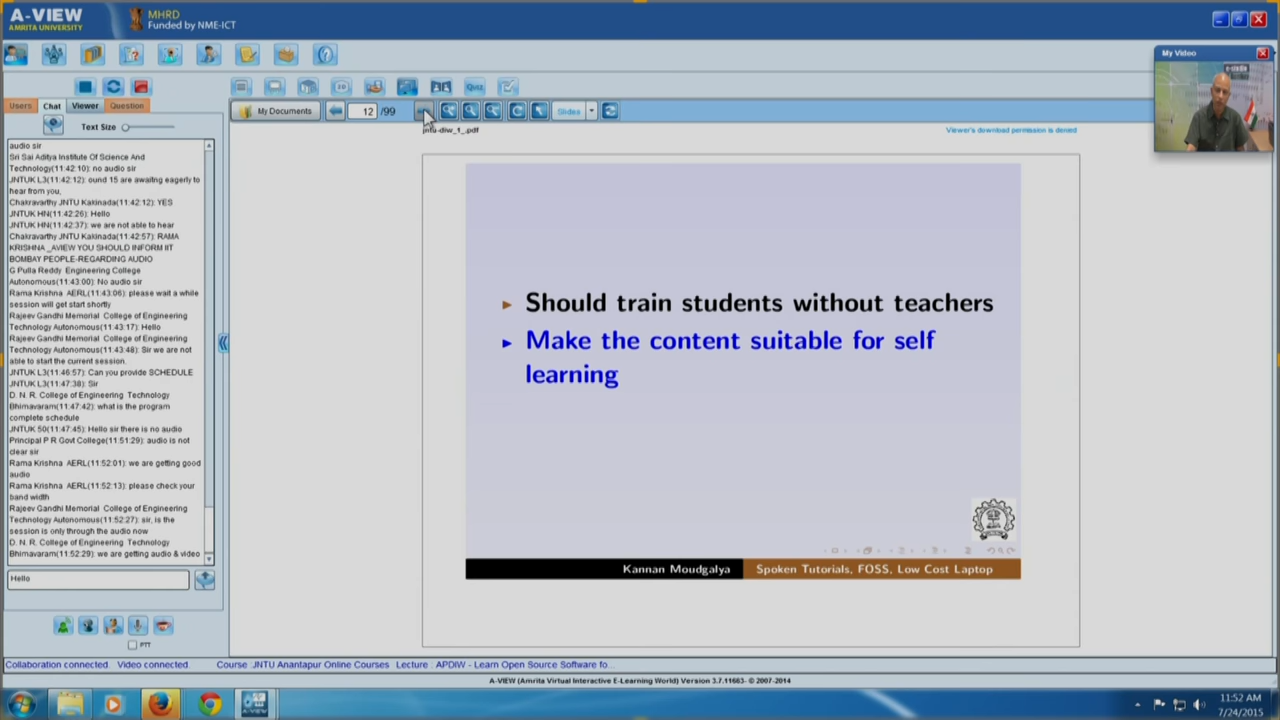 A-VIEW
AMRITA UNIVERSITY
MHRD
Funded by NME-ICT
My Video
Users Chat Viewer Question
Text Size
My Documents
12 /99
Quiz
Slides
jntu-diw_1_.pdf
Viewer's download permission is denied
audio sir
Sri Sai Aditya Institute Of Science And
Technology(11:42:10): no audio sir
JNTUK L3(11:42:12): ound 15 are awaitng eagerly to
hear from you,
Chakravarthy JNTU Kakinada(11:42:12): YES
JNTUK HN(11:42:26): Hello
JNTUK HN(11:42:37): we are not able to hear
Chakravarthy JNTU Kakinada(11:42:57): RAMA
KRISHNA _AVIEW YOU SHOULD INFORM IIT
BOMBAY PEOPLE-REGARDING AUDIO
G Pulla Reddy Engineering College
Autonomous(11:43:00): No audio sir
Rama Krishna AERL(11:43:06): please wait a while
session will get start shortly
Rajeev Gandhi Memorial College of Engineering
Technology Autonomous(11:43:17): Hello
Rajeev Gandhi Memorial College of Engineering
Technology Autonomous(11:43:48): Sir we are not
able to start the current session.
JNTUK L3(11:46:57): Can you provide SCHEDULE
JNTUK L3(11:47:38): Sir
D. N. R. College of Engineering Technology
Bhimavaram(11:47:42): what is the program
complete schedule
JNTUK 50(11:47:45): Hello sir there is no audio
Principal P R Govt College(11:51:29): audio is not
clear sir
Rama Krishna AERL(11:52:01): we are getting good
audio
Rama Krishna AERL(11:52:13): please check your
band width
Rajeev Gandhi Memorial College of Engineering
Technology Autonomous(11:52:27): sir, is the
session is only through the audio now
D. N. R. College of Engineering Technology
Bhimavaram(11:52:29): we are getting audio & video
Hello
PTT
Should train students without teachers
Make the content suitable for self
learning
Kannan Moudgalya Spoken Tutorials, FOSS, Low Cost Laptop
Collaboration connected Video connected Course :JNTU Anantapur Online Courses Lecture : APDIW - Learn Open Source Software fo...
A-VIEW (Amrita Virtual Interactive E-Learning World) Version 3.7.11663- © 2007-2014
11:52 AM
7/24/2015